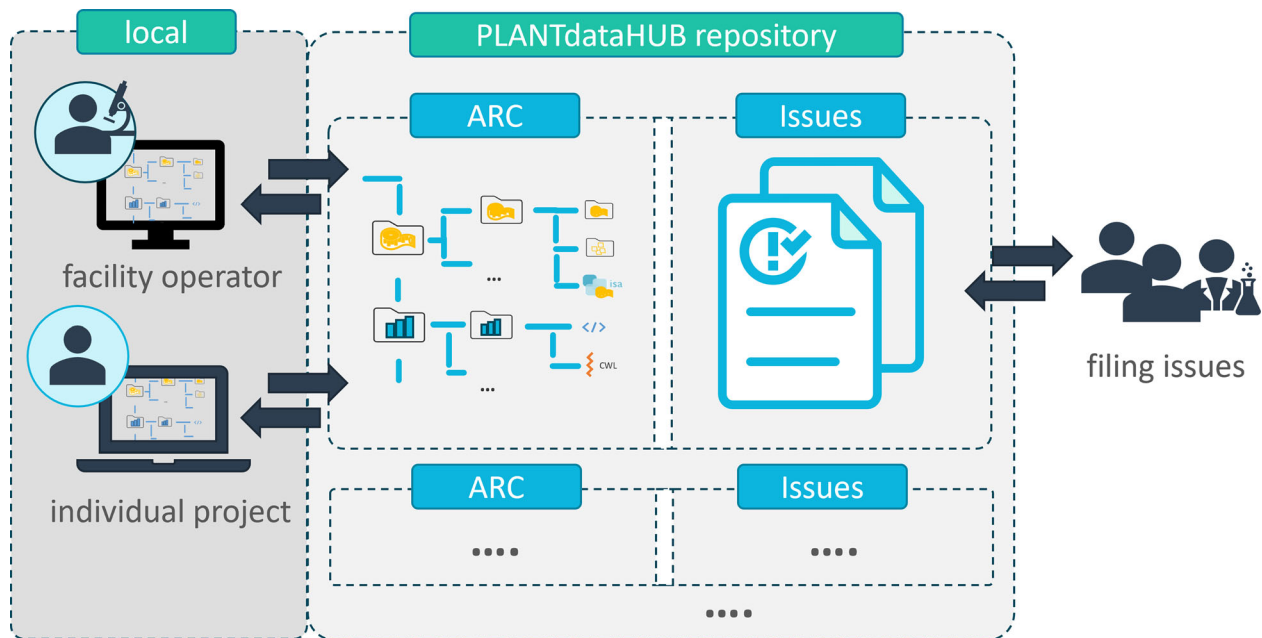 local
PLANTdataHUB repository
ARC
Issues
facility operator
...
isa
</>
CWL
...
individual project
filing issues
ARC
Issues
....
....
....